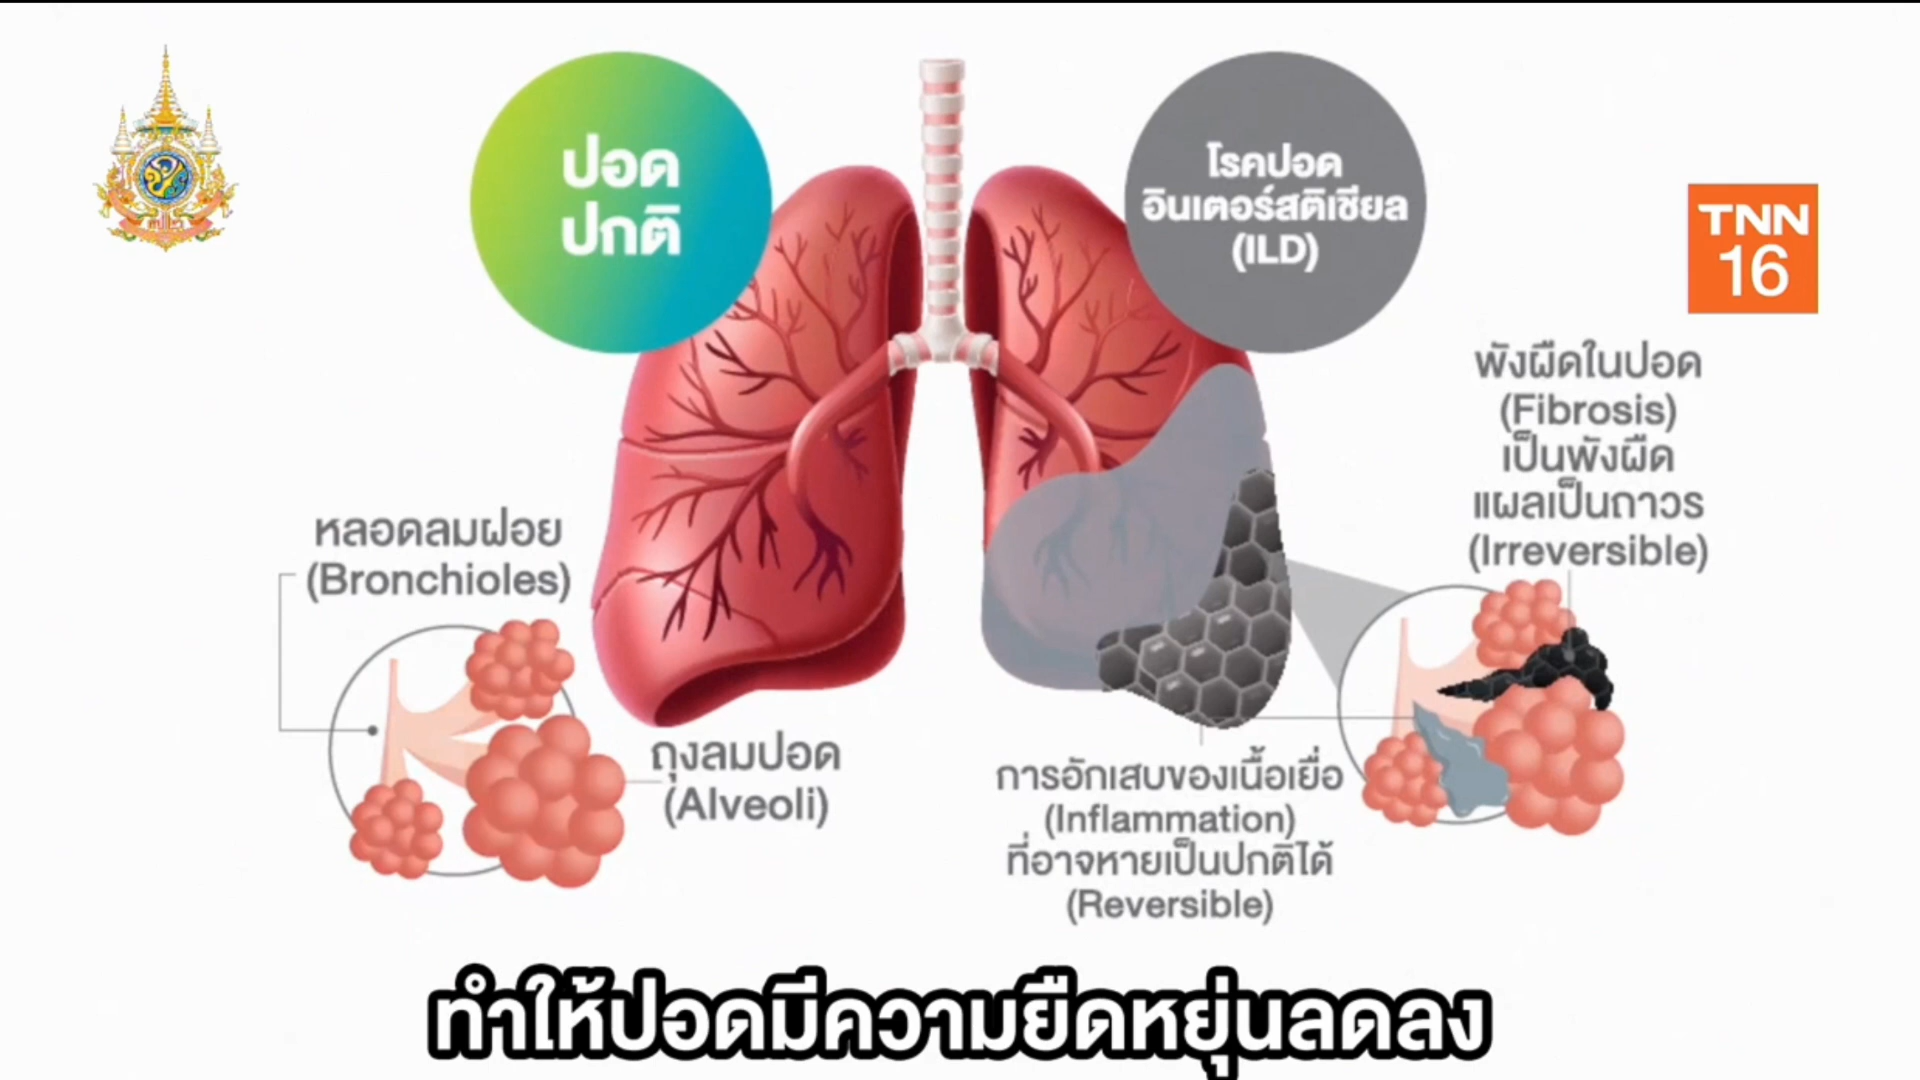 ปอด
ปกติ
โรคปอด
อินเตอร์สติเชียล
(ILD)
TNN
16
พังผืดในปอด
(Fibrosis)
เป็นพังผืด
แผลเป็นถาวร
(Irreversible)
หลอดลมฝอย
(Bronchioles)
ถุงลมปอด
(Alveoli)
การอักเสบของเนื้อเยื่อ
(Inflammation)
ที่อาจหายเป็นปกติได้
(Reversible)
ทำให้ปอดมีความยืดหยุ่นลดลง